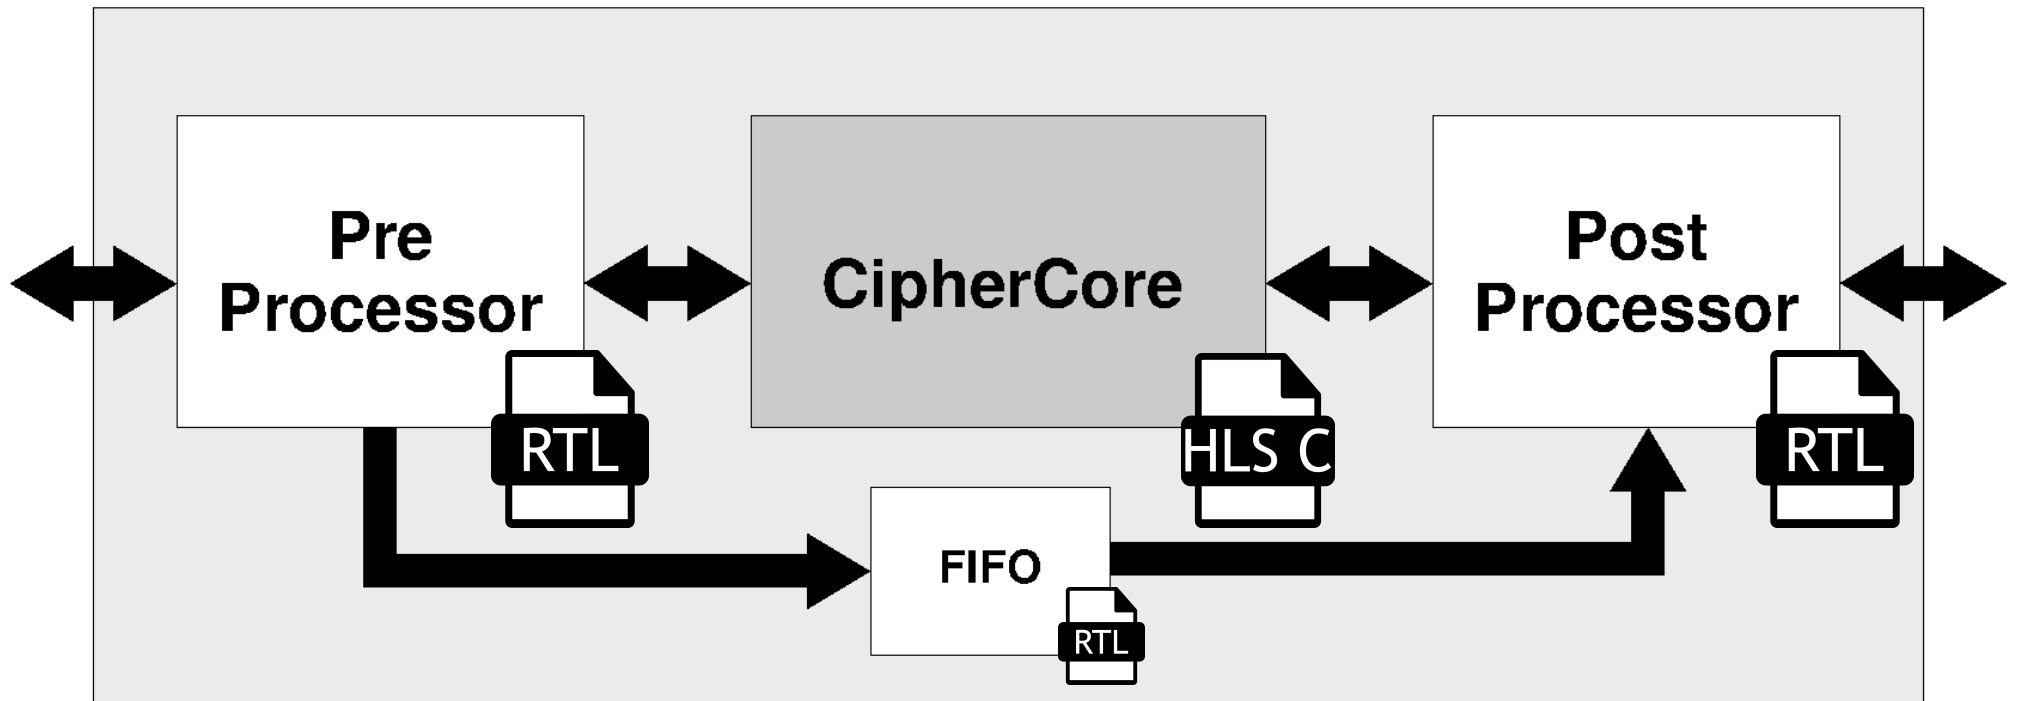 Pre
Processor
RTL
CipherCore
HLS C
Post
Processor
RTL
FIFO
RTL